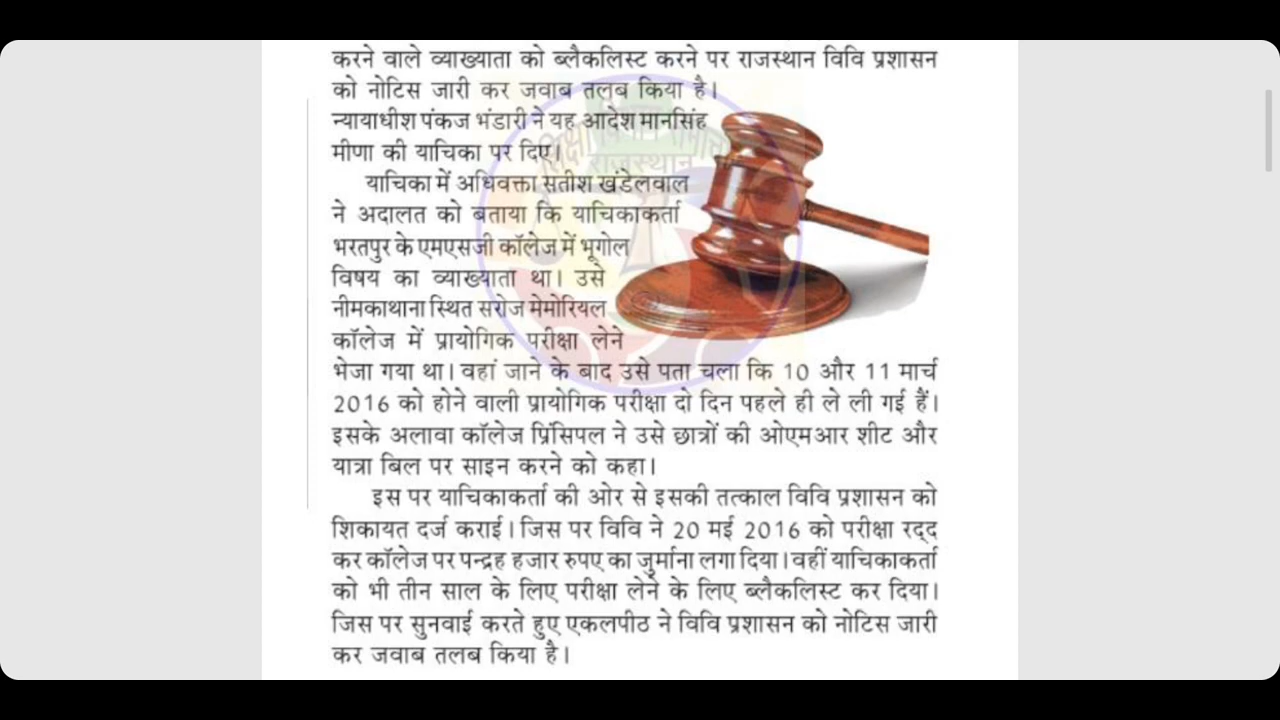 करने वाले व्याख्याता को ब्लैकलिस्ट करने पर राजस्थान विवि प्रशासन
को नोटिस जारी कर जवाब तलब किया है।
न्यायाधीश पंकज भंडारी ने यह आदेश मानसिंह
मीणा की याचिका पर दिए।
राजस्थान
याचिका में अधिवक्ता सतीश खंडेलवाल
ने अदालत को बताया कि याचिकाकर्ता
भरतपुर के एमएसजी कॉलेज में भूगोल
विषय का व्याख्याता था। उसे
नीमकाथाना स्थित सरोज मेमोरियल
कॉलेज में प्रायोगिक परीक्षा लेने
भेजा गया था। वहां जाने के बाद उसे पता चला कि 10 और 11 मार्च
2016 को होने वाली प्रायोगिक परीक्षा दो दिन पहले ही ले ली गई हैं।
इसके अलावा कॉलेज प्रिंसिपल ने उसे छात्रों की ओएमआर शीट और
यात्रा बिल पर साइन करने को कहा।
इस पर याचिकाकर्ता की ओर से इसकी तत्काल विवि प्रशासन को
शिकायत दर्ज कराई। जिस पर विवि ने 20 मई 2016 को परीक्षा रद्द
कर कॉलेज पर पन्द्रह हजार रुपए का जुर्माना लगा दिया। वहीं याचिकाकर्ता
को भी तीन साल के लिए परीक्षा लेने के लिए ब्लैकलिस्ट कर दिया।
जिस पर सुनवाई करते हुए एकलपीठ ने विवि प्रशासन को नोटिस जारी
कर जवाब तलब किया है।